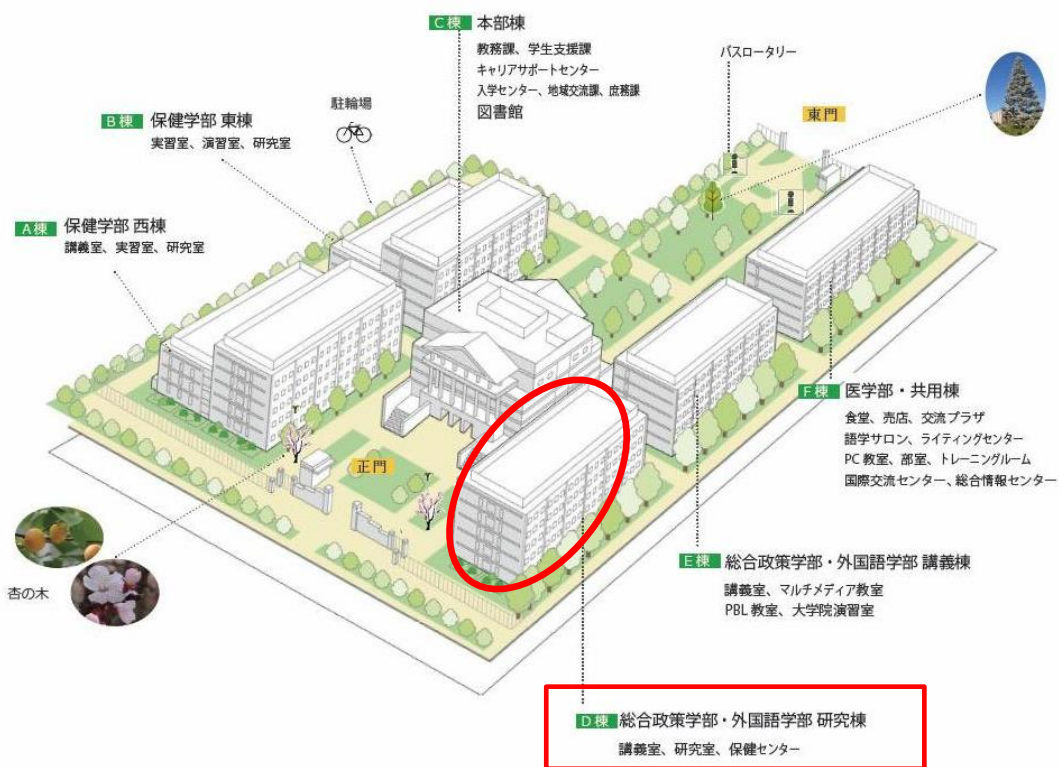 C棟 本部棟
教務課、学生支援課
キャリアサポートセンター
入学センター、地域交流課、庶務課
図書館
バスロータリー
東門
駐輪場
B棟 保健学部 東棟
実習室、演習室、研究室
A棟 保健学部 西棟
講義室、実習室、研究室
正門
F棟 医学部・共用棟
食堂、売店、交流プラザ
語学サロン、ライティングセンター
PC教室、部室、トレーニングルーム
国際交流センター、総合情報センター
杏の木
E棟 総合政策学部・外国語学部 講義棟
講義室、マルチメディア教室
PBL教室、大学院演習室
D棟 総合政策学部・外国語学部 研究棟
講義室、研究室、保健センター